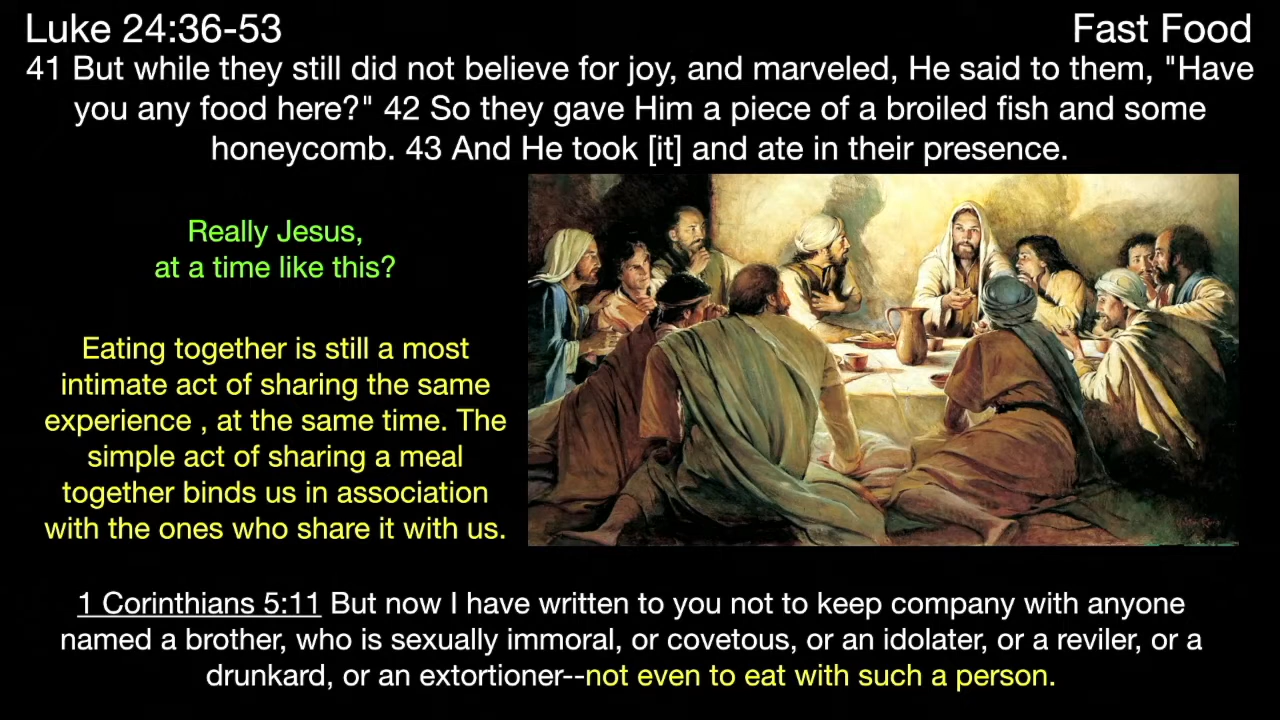 Luke 24:36-53
Fast Food
41 But while they still did not believe for joy, and marveled, He said to them, "Have
you any food here?" 42 So they gave Him a piece of a broiled fish and some
honeycomb. 43 And He took [it] and ate in their presence.
Really Jesus,
at a time like this?
Eating together is still a most
intimate act of sharing the same
experience , at the same time. The
simple act of sharing a meal
together binds us in association
with the ones who share it with us.
1 Corinthians 5:11 But now I have written to you not to keep company with anyone
named a brother, who is sexually immoral, or covetous, or an idolater, or a reviler, or a
drunkard, or an extortioner--not even to eat with such a person.